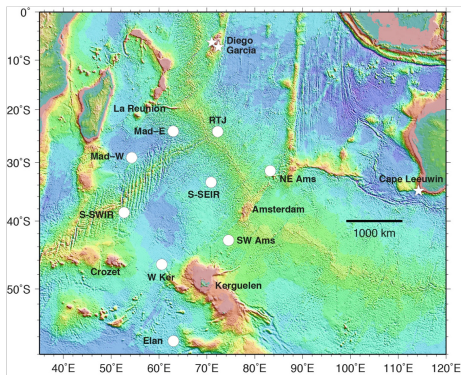 0˚
10˚S
20˚S
30˚S
40˚S
50˚S
Diego
Garcia
La Reunion
RTJ
Mad-E
Mad-W
NE Ams
Cape Leeuwin
S-SEIR
S-SWIR
Amsterdam
1000 km
SW Ams
Crozet
W Ker
Kerguelen
Elan
40˚E
50˚E
60˚E
70˚E
80˚E
90˚E
100˚E
110˚E
120˚E